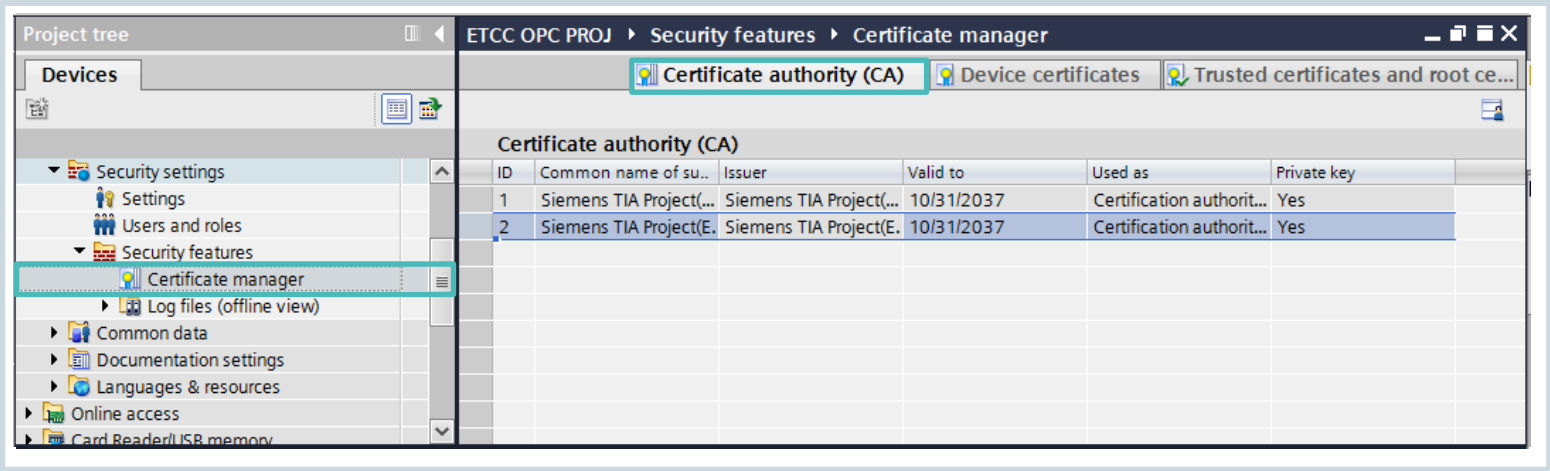 Project tree
ETCC OPC PROJ Security features Certificate manager
Devices
Certificate authority (CA) Device certificates Trusted certificates and root ce...
Certificate authority (CA)
ID Common name of su.. Issuer Valid to Used as Private key
1 Siemens TIA Project(... Siemens TIA Project(... 10/31/2037 Certification authorit... Yes
2 Siemens TIA Project(E. Siemens TIA Project(E. 10/31/2037 Certification authorit... Yes
Security settings
Settings
Users and roles
Security features
Certificate manager
Log files (offline view)
Common data
Documentation settings
Languages & resources
Online access
Card Reader/USB memory